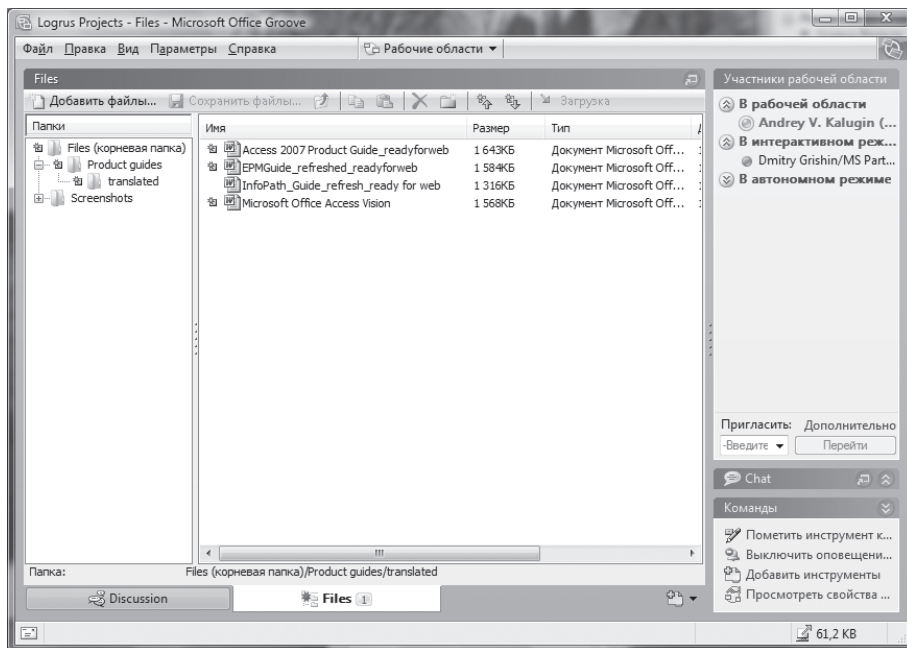 Logrus Projects - Files - Microsoft Office Groove
Файл Правка Вид Параметры Справка Рабочие области
Files
Добавить файлы... Сохранить файлы... Загрузка
Папки
Files (корневая папка)
Product guides
translated
Screenshots
Имя Размер Тип
Access 2007 Product Guide_readyforweb 1 643КБ Документ Microsoft Off...
EPMGuide_refreshed_readyforweb 1 584КБ Документ Microsoft Off...
InfoPath_Guide_refresh_ready for web 1 316КБ Документ Microsoft Off...
Microsoft Office Access Vision 1 568КБ Документ Microsoft Off...
Папка: Files (корневая папка)/Product guides/translated
Discussion Files 1
Участники рабочей области
В рабочей области
Andrey V. Kalugin (...
В интерактивном реж...
Dmitry Grishin/MS Part...
В автономном режиме
Пригласить: Дополнительно
-Введите Перейти
Chat
Команды
Пометить инструмент к...
Выключить оповещени...
Добавить инструменты
Просмотреть свойства ...
61,2 KB